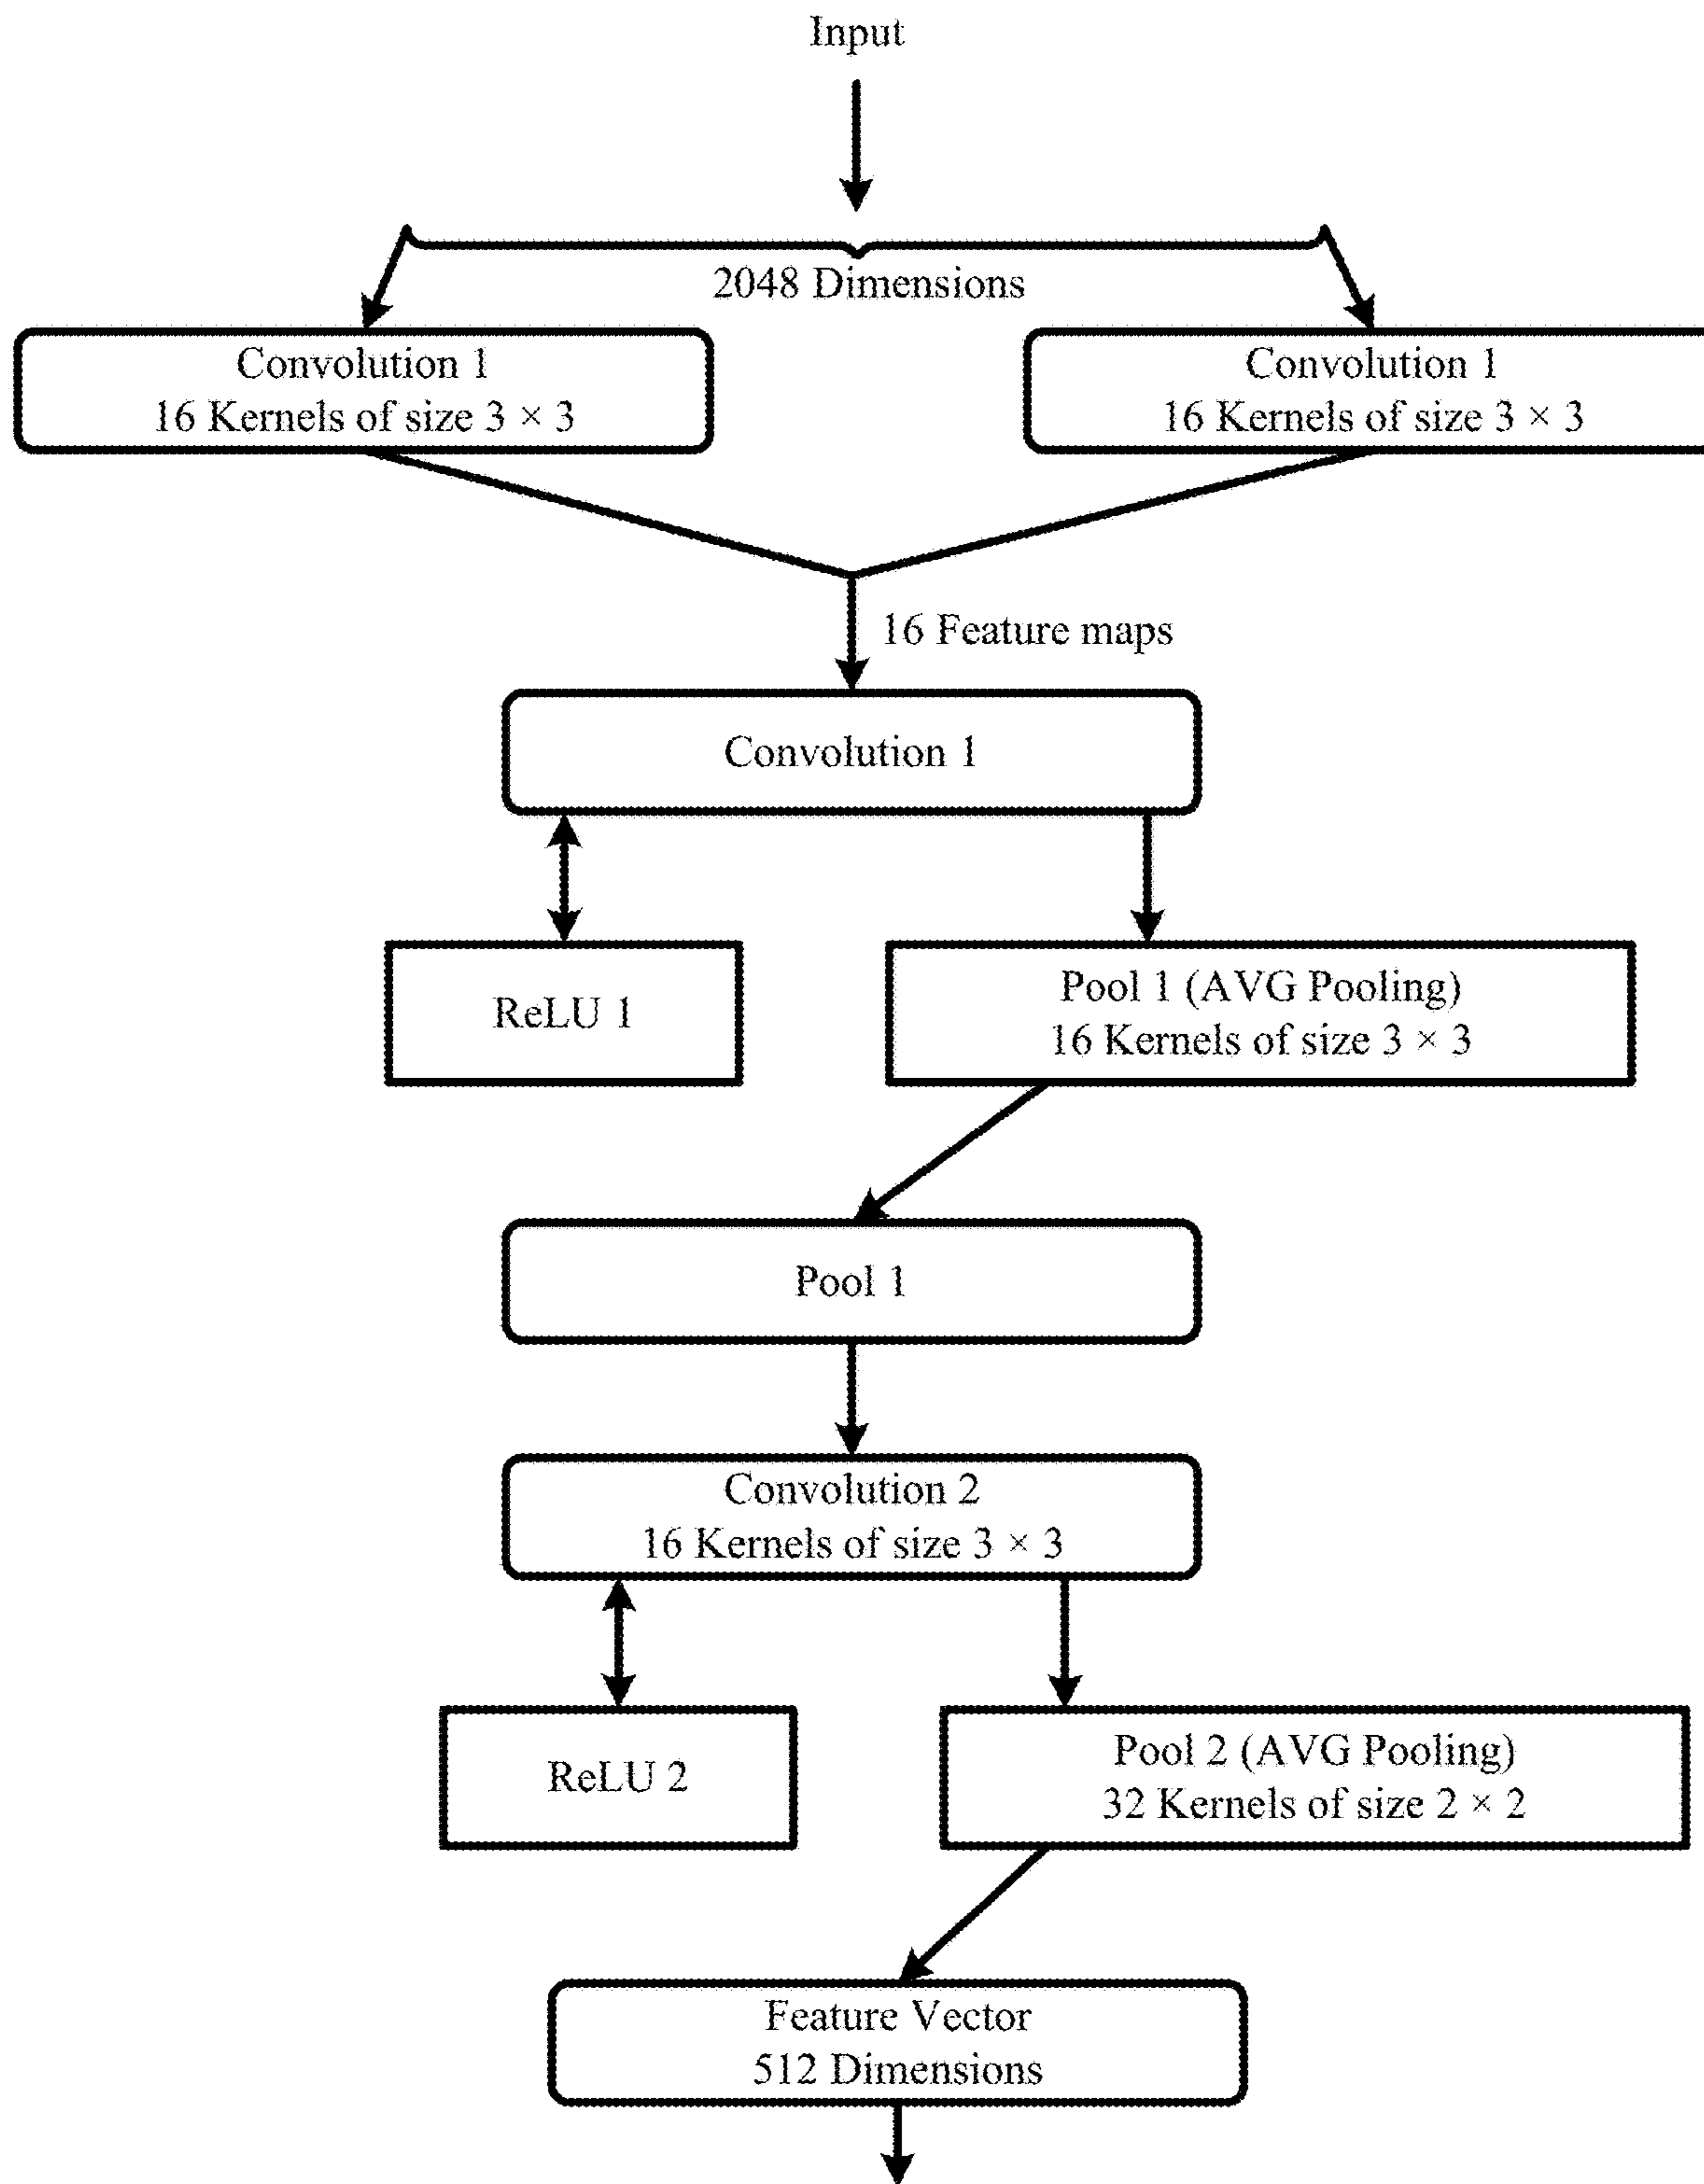 Input
2048 Dimensions
Convolution 1
16 Kernels of size 3 × 3
Convolution 1
16 Kernels of size 3 × 3
16 Feature maps
Convolution 1
ReLU 1
Pool 1 (AVG Pooling)
16 Kernels of size 3 × 3
Pool 1
Convolution 2
16 Kernels of size 3 × 3
ReLU 2
Pool 2 (AVG Pooling)
32 Kernels of size 2 × 2
Feature Vector
512 Dimensions